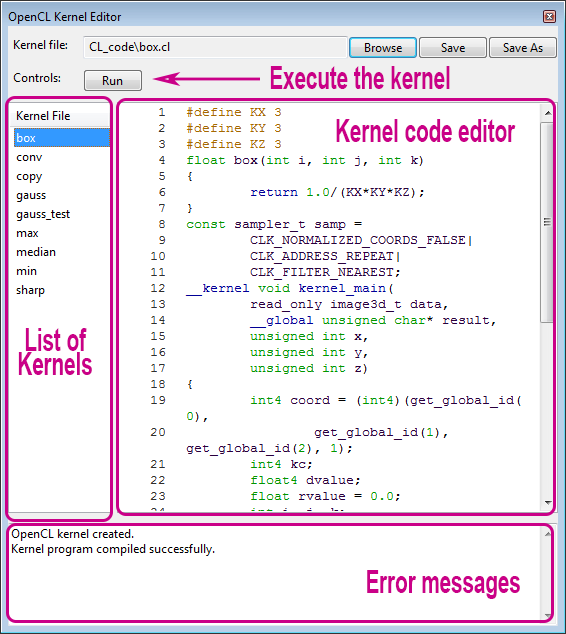 OpenCL Kernel Editor
Kernel file: CL_code\box.cl Browse Save Save As
Controls: Run Execute the kernel
Kernel File
box
conv
copy
gauss
gauss_test
max
median
min
sharp
List of
Kernels
Kernel code editor
1 #define KX 3
2 #define KY 3
3 #define KZ 3
4 float box(int i, int j, int k)
5 {
6 return 1.0/(KX*KY*KZ);
7 }
8 const sampler_t samp =
9 CLK_NORMALIZED_COORDS_FALSE|
10 CLK_ADDRESS_REPEAT|
11 CLK_FILTER_NEAREST;
12 __kernel void kernel_main(
13 read_only image3d_t data,
14 __global unsigned char* result,
15 unsigned int x,
16 unsigned int y,
17 unsigned int z)
18 {
19 int4 coord = (int4)(get_global_id(
0),
20 get_global_id(1),
get_global_id(2), 1);
21 int4 kc;
22 float4 dvalue;
23 float rvalue = 0.0;
OpenCL kernel created.
Kernel program compiled successfully.
Error messages